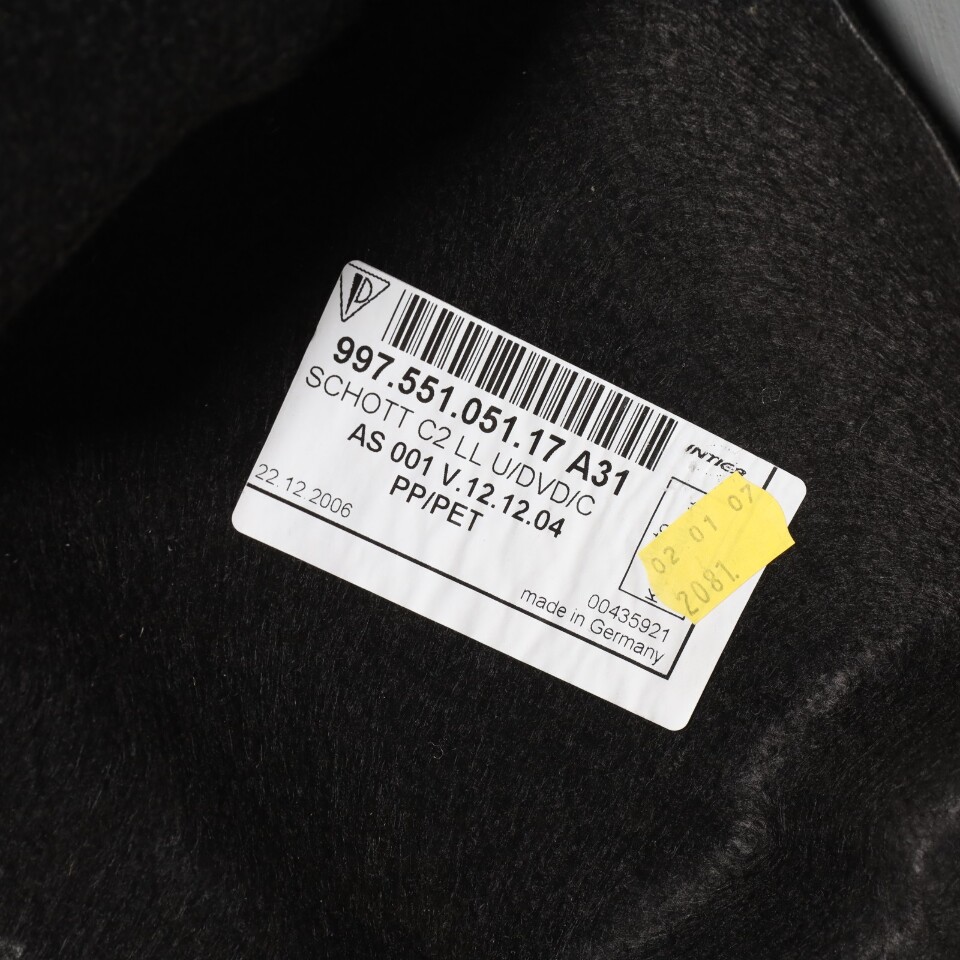 997.551.051.17 A31
SCHOTT C2 LL U/DVD/C
AS 001 V.12.12.04
PP/PET
22.12.2006
INTIER
02 01 07
2081.
00435921
made in Germany